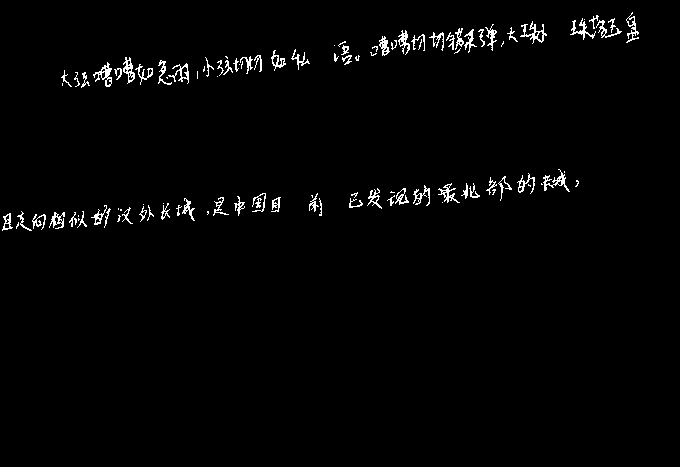 大弦嘈嘈如急雨,小弦切切如私语。嘈嘈切切错杂弹,大珠小珠落玉盘
且走向相似的汉外长城,是中国目前已发现的最北部的长城,